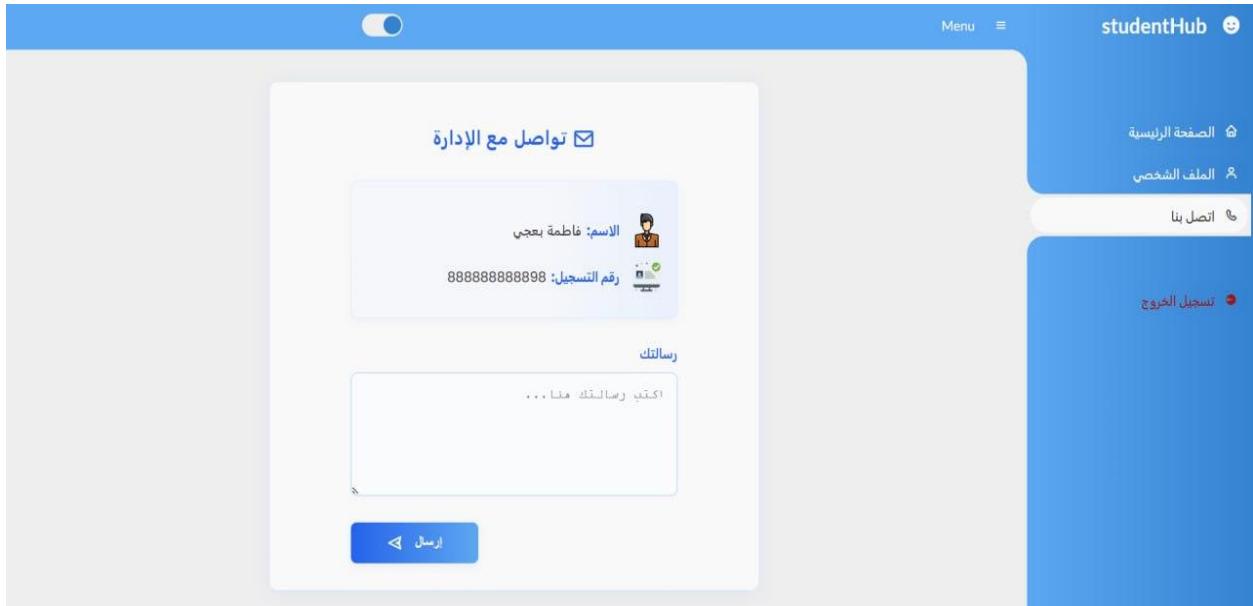 studentHub
Menu
الصفحة الرئيسية
الملف الشخصي
اتصل بنا
تسجيل الخروج
تواصل مع الإدارة
الاسم: فاطمة بعجي
رقم التسجيل: 888888888898
رسالتك
اكتب رسالتك هنا...
إرسال